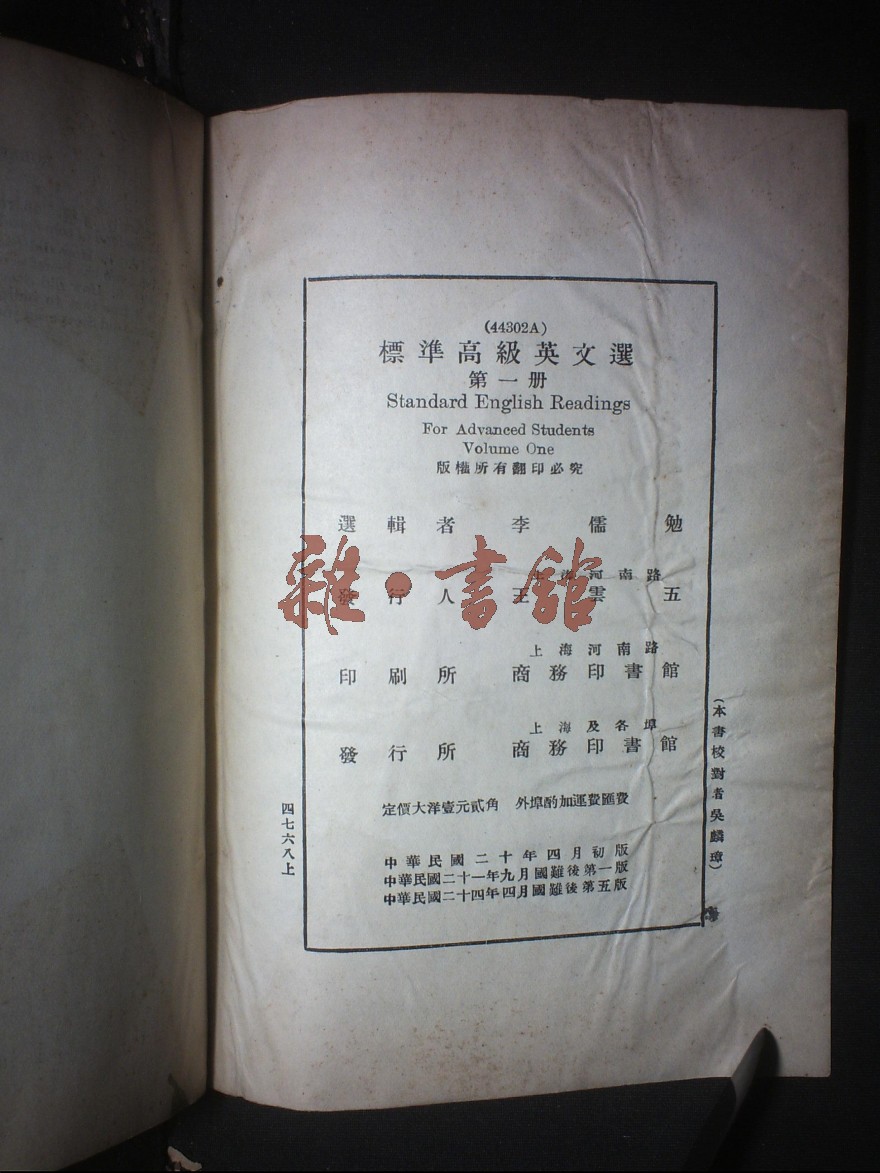 (44302A)
標準高級英文選
第一册
Standard English Readings
For Advanced Students
Volume One
版權所有翻印必究
選輯者 李儒勉
上海河南路
發行人 王雲五
雜·書館
上海河南路
印刷所 商務印書館
上海及各埠
發行所 商務印書館
定價大洋壹元貳角 外埠酌加運費匯費
中華民國二十年四月初版
中華民國二十一年九月國難後第一版
中華民國二十四年四月國難後第五版
(本書校對者吳麟璋)
四七六八上